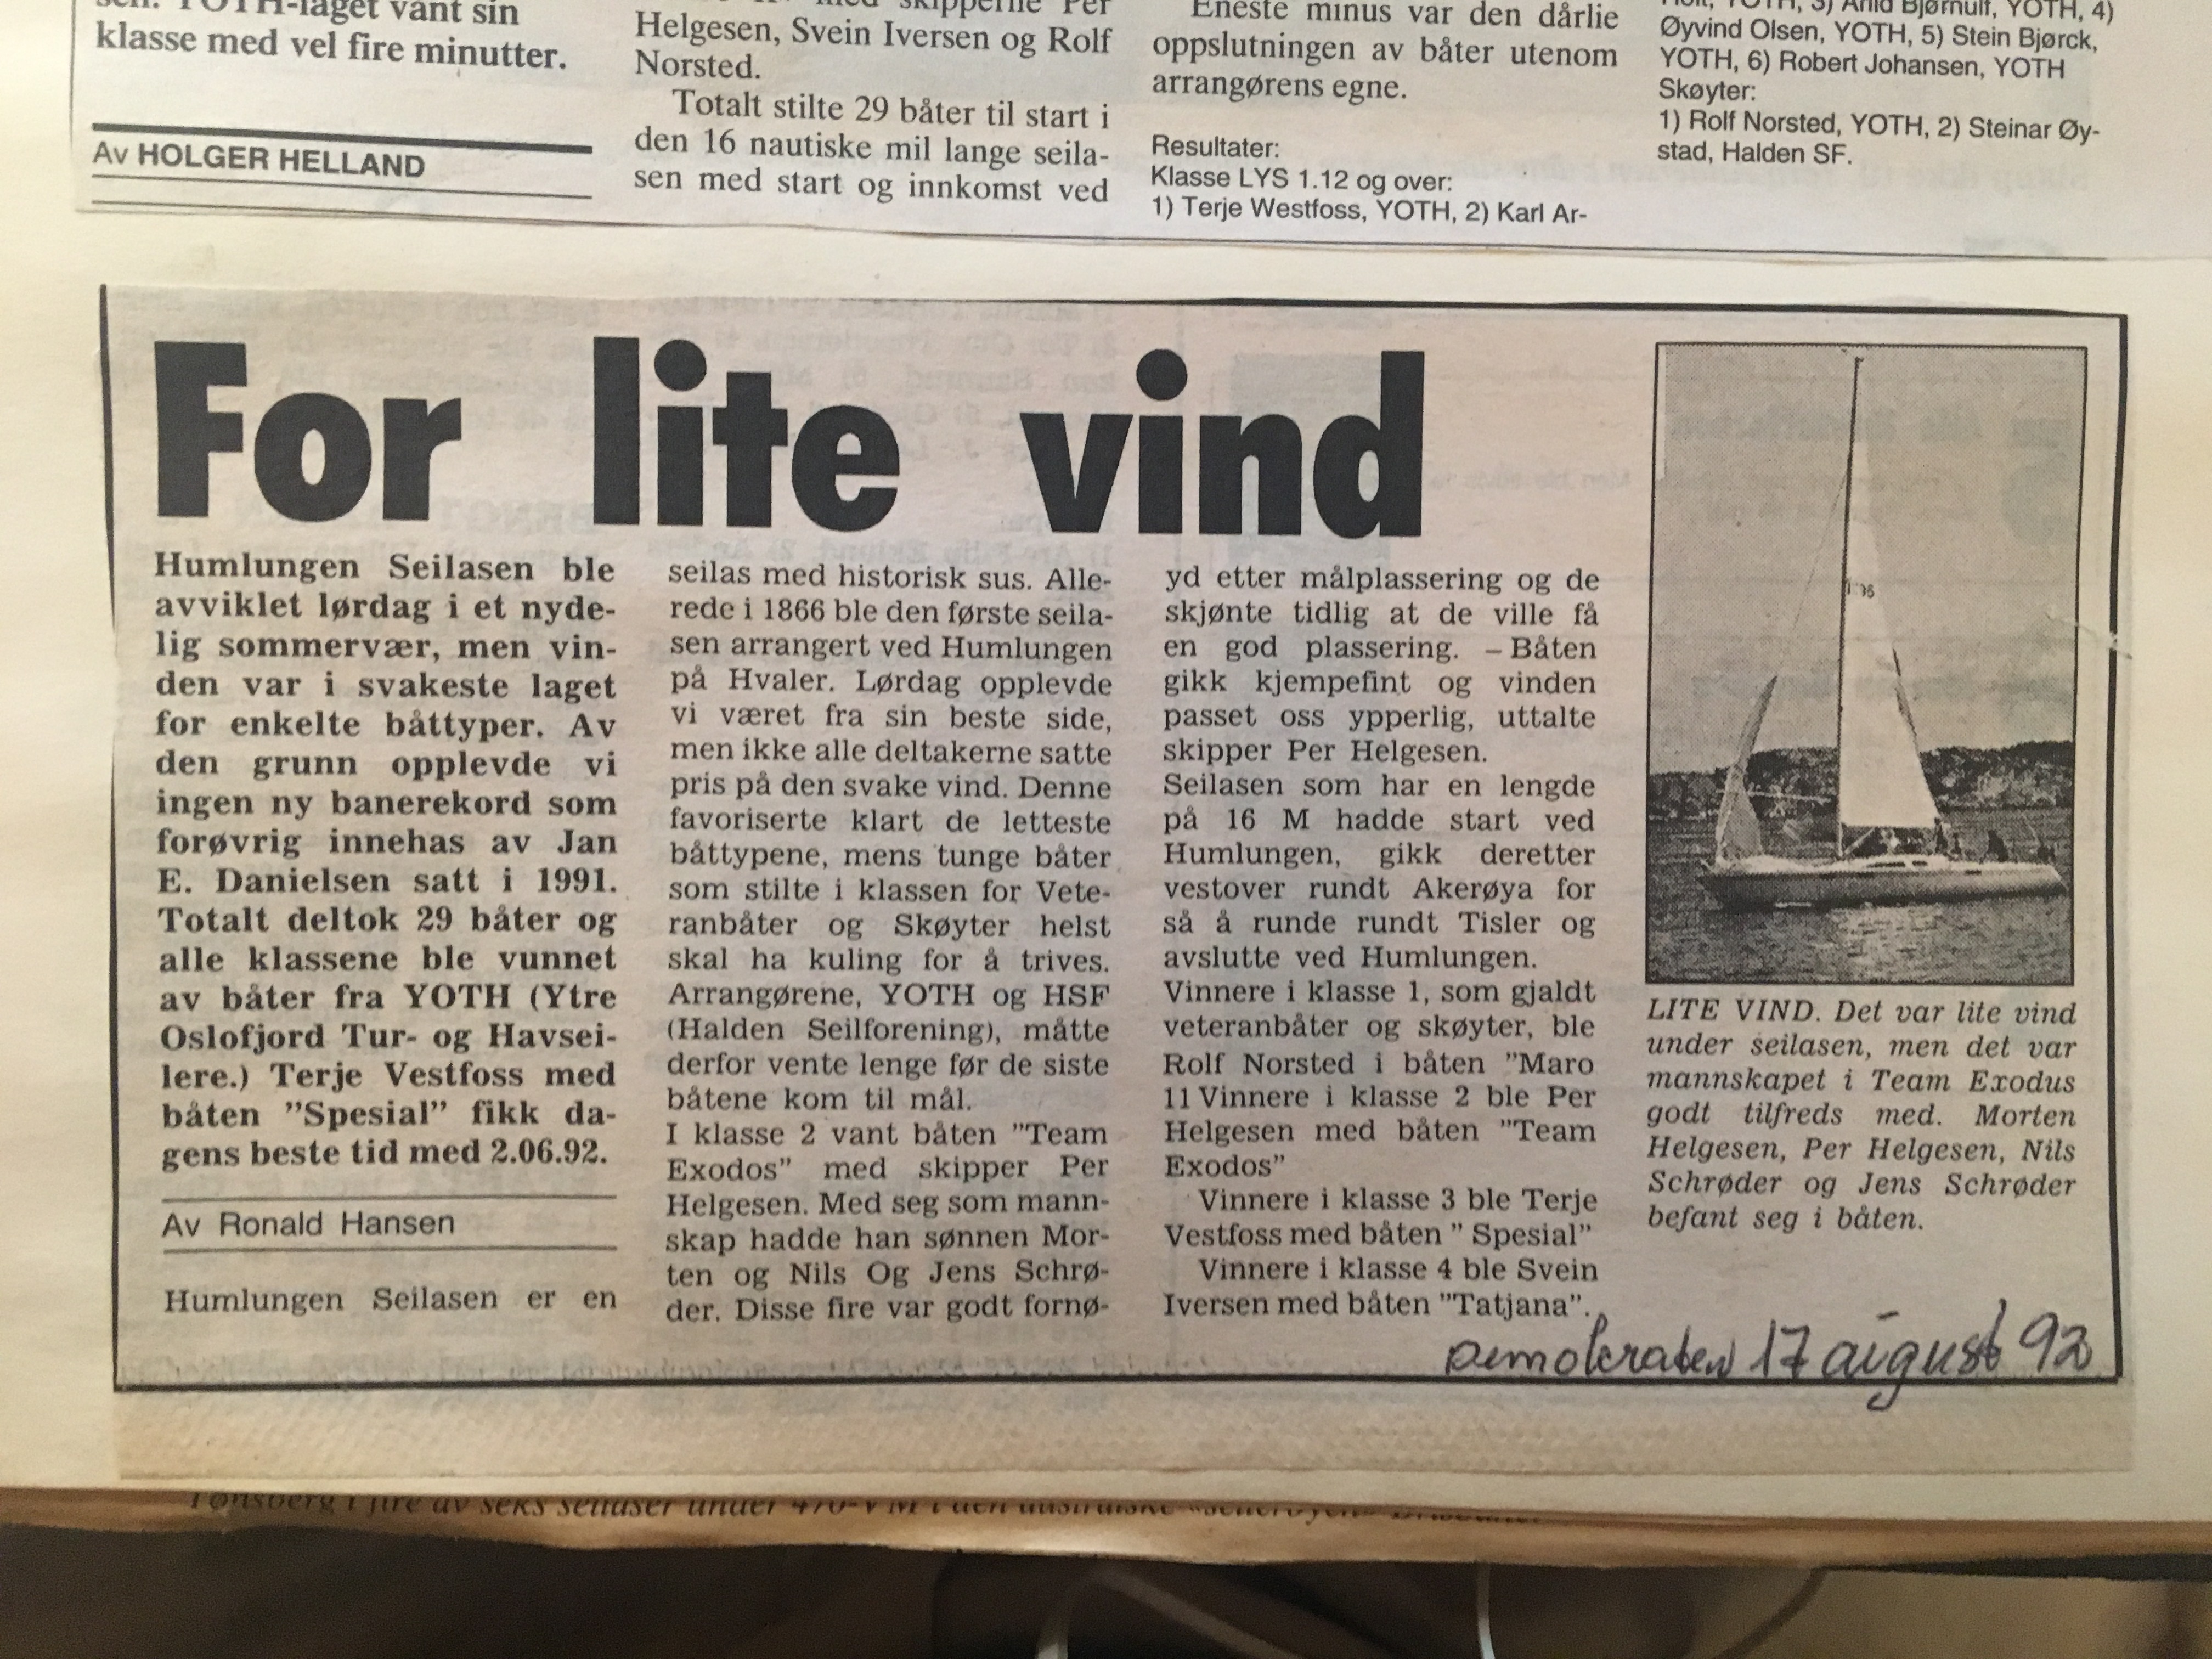 klasse med vel fire minutter.
Av HOLGER HELLAND
Helgesen, Svein Iversen og Rolf
Norsted.
Totalt stilte 29 båter til start i
den 16 nautiske mil lange seila-
sen med start og innkomst ved
Eneste minus var den dårlie
oppslutningen av båter utenom
arrangørens egne.
Resultater:
Klasse LYS 1.12 og over:
1) Terje Westfoss, YOTH, 2) Karl Ar-
YOTH, 3) Arild Bjørnulf, YOTH, 4)
Øyvind Olsen, YOTH, 5) Stein Bjørck,
YOTH, 6) Robert Johansen, YOTH
Skøyter:
1) Rolf Norsted, YOTH, 2) Steinar Øy-
stad, Halden SF.
For lite vind
Humlungen Seilasen ble
avviklet lørdag i et nyde-
lig sommervær, men vin-
den var i svakeste laget
for enkelte båttyper. Av
den grunn opplevde vi
ingen ny banerekord som
forøvrig innehas av Jan
E. Danielsen satt i 1991.
Totalt deltok 29 båter og
alle klassene ble vunnet
av båter fra YOTH (Ytre
Oslofjord Tur- og Havsei-
lere.) Terje Vestfoss med
båten ”Spesial” fikk da-
gens beste tid med 2.06.92.
Av Ronald Hansen
Humlungen Seilasen er en
seilas med historisk sus. Alle-
rede i 1866 ble den første seila-
sen arrangert ved Humlungen
på Hvaler. Lørdag opplevde
vi været fra sin beste side,
men ikke alle deltakerne satte
pris på den svake vind. Denne
favoriserte klart de letteste
båttypene, mens tunge båter
som stilte i klassen for Vete-
ranbåter og Skøyter helst
skal ha kuling for å trives.
Arrangørene, YOTH og HSF
(Halden Seilforening), måtte
derfor vente lenge før de siste
båtene kom til mål.
I klasse 2 vant båten ”Team
Exodos” med skipper Per
Helgesen. Med seg som mann-
skap hadde han sønnen Mor-
ten og Nils Og Jens Schrø-
der. Disse fire var godt fornø-
yd etter målplassering og de
skjønte tidlig at de ville få
en god plassering. – Båten
gikk kjempefint og vinden
passet oss ypperlig, uttalte
skipper Per Helgesen.
Seilasen som har en lengde
på 16 M hadde start ved
Humlungen, gikk deretter
vestover rundt Akerøya for
så å runde rundt Tisler og
avslutte ved Humlungen.
Vinnere i klasse 1, som gjaldt
veteranbåter og skøyter, ble
Rolf Norsted i båten ”Maro
11 Vinnere i klasse 2 ble Per
Helgesen med båten ”Team
Exodos”
Vinnere i klasse 3 ble Terje
Vestfoss med båten ” Spesial”
Vinnere i klasse 4 ble Svein
Iversen med båten ”Tatjana”.
LITE VIND. Det var lite vind
under seilasen, men det var
mannskapet i Team Exodus
godt tilfreds med. Morten
Helgesen, Per Helgesen, Nils
Schrøder og Jens Schrøder
befant seg i båten.
Demokraten 17 august 92